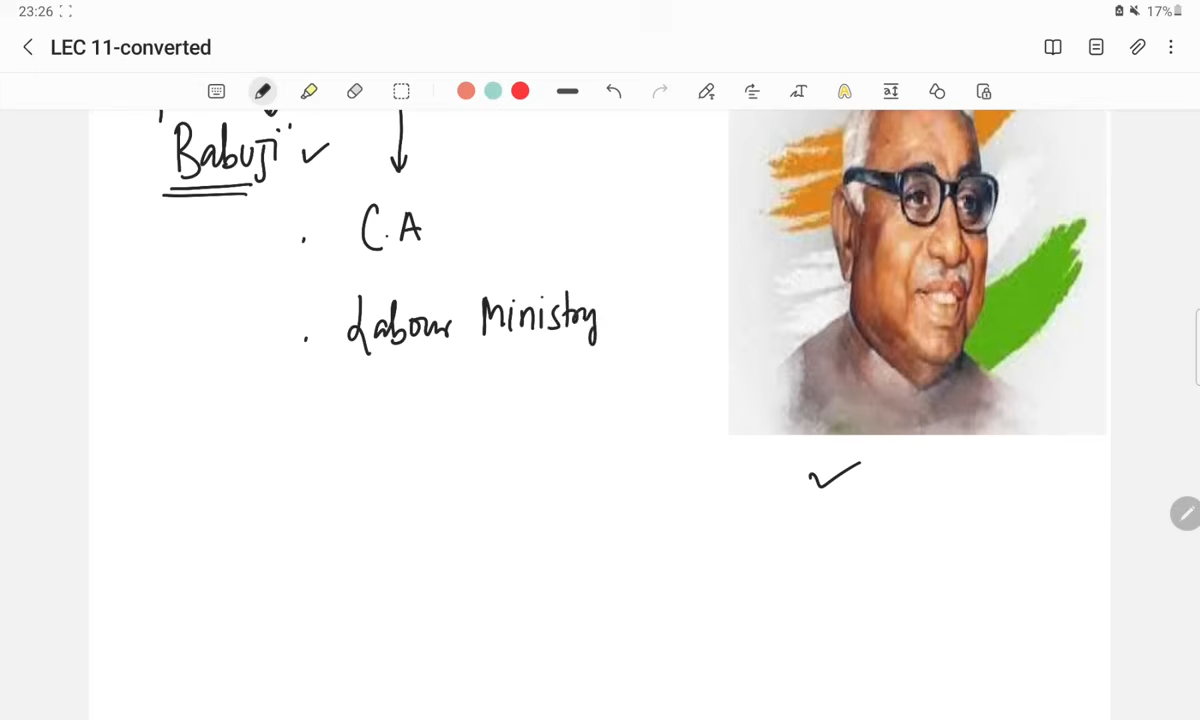 23:26
17%
LEC 11-converted
"Babuji"
C.A
Labour Ministry